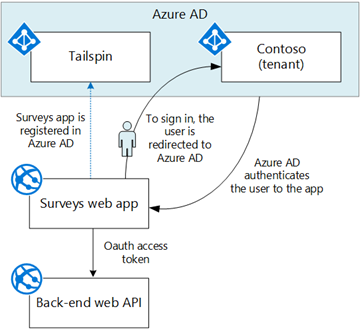 Azure AD
Tailspin
Contoso
(tenant)
Surveys app is
registered in
Azure AD
To sign in, the
user is
redirected to
Azure AD
Azure AD
authenticates
the user to the app
Surveys web app
Oauth access
token
Back-end web API